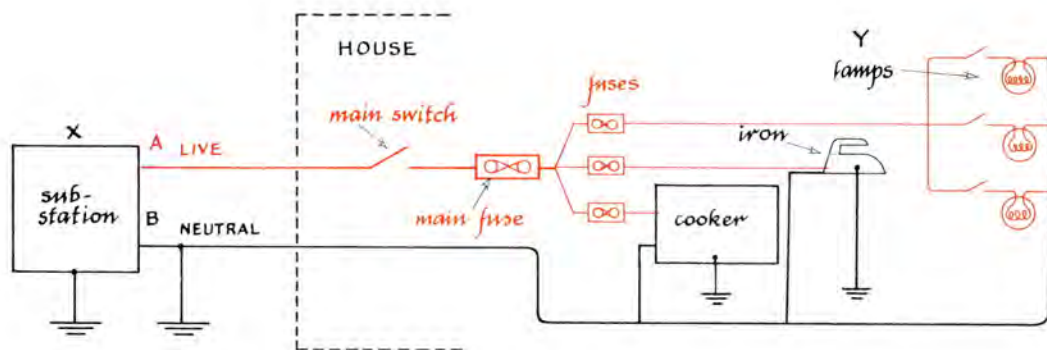 HOUSE
Y
lamps
fuses
main switch
iron
X
A LIVE
sub-
station
main fuse
cooker
B NEUTRAL